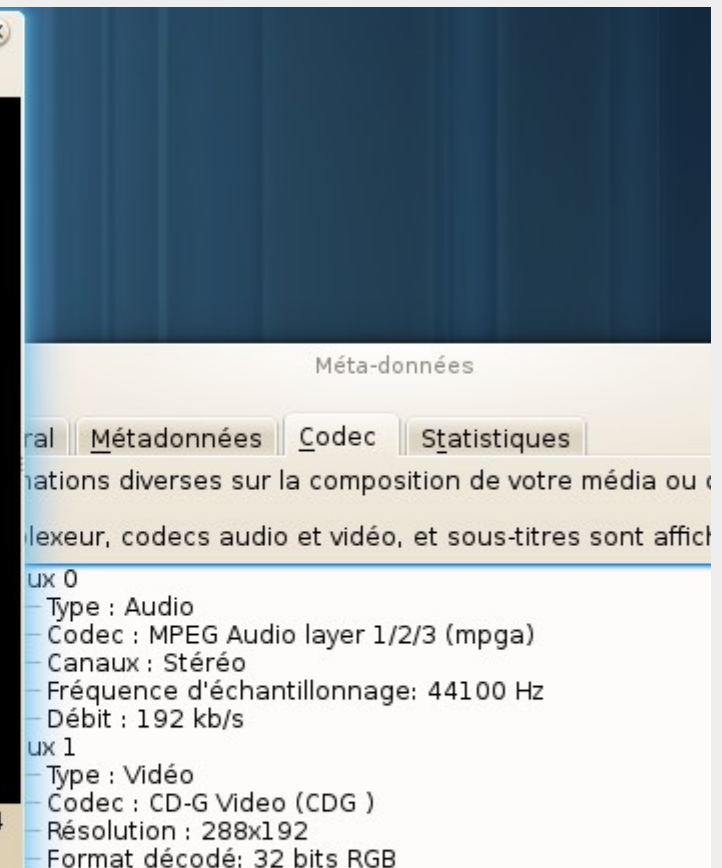 Méta-données
ral Métadonnées Codec Statistiques
ations diverses sur la composition de votre média ou
lexeur, codecs audio et vidéo, et sous-titres sont affich
ux 0
Type : Audio
Codec : MPEG Audio layer 1/2/3 (mpga)
Canaux : Stéréo
Fréquence d'échantillonnage: 44100 Hz
Débit : 192 kb/s
ux 1
Type : Vidéo
Codec : CD-G Video (CDG )
4
Résolution : 288x192
Format décodé: 32 bits RGB